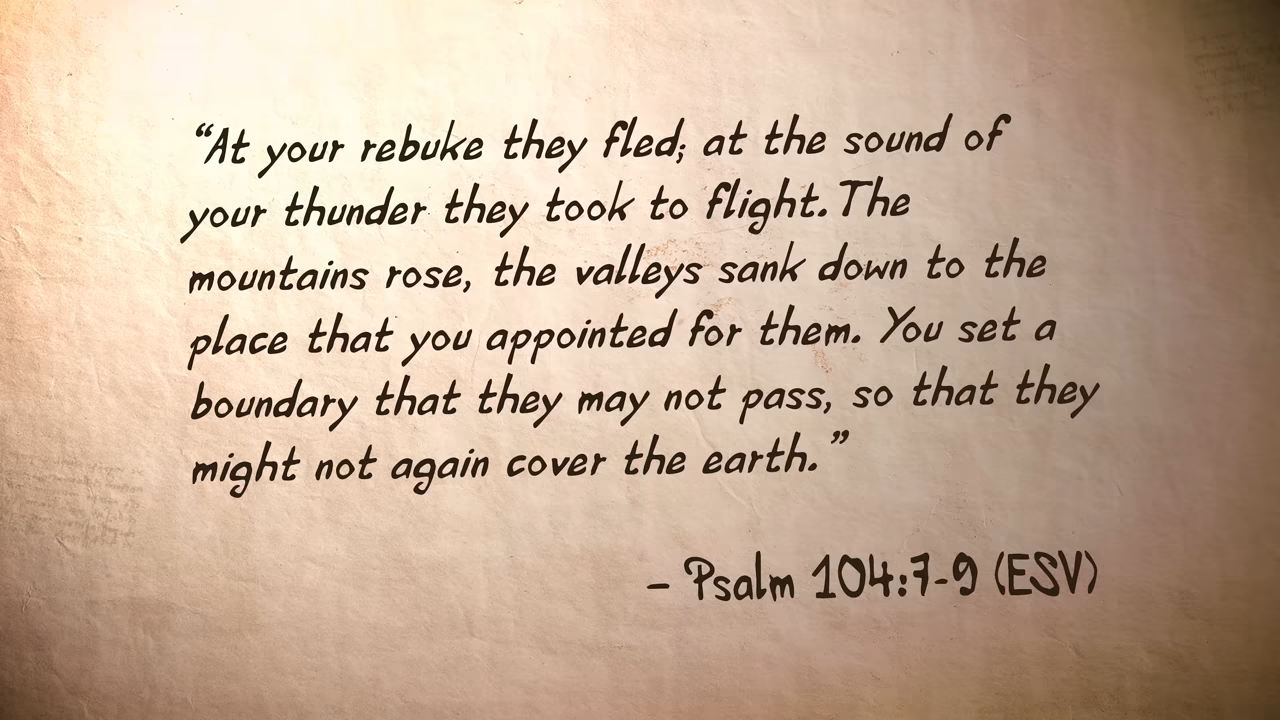 “At your rebuke they fled; at the sound of
your thunder they took to flight. The
mountains rose, the valleys sank down to the
place that you appointed for them. You set a
boundary that they may not pass, so that they
might not again cover the earth.”
– Psalm 104:7-9 (ESV)